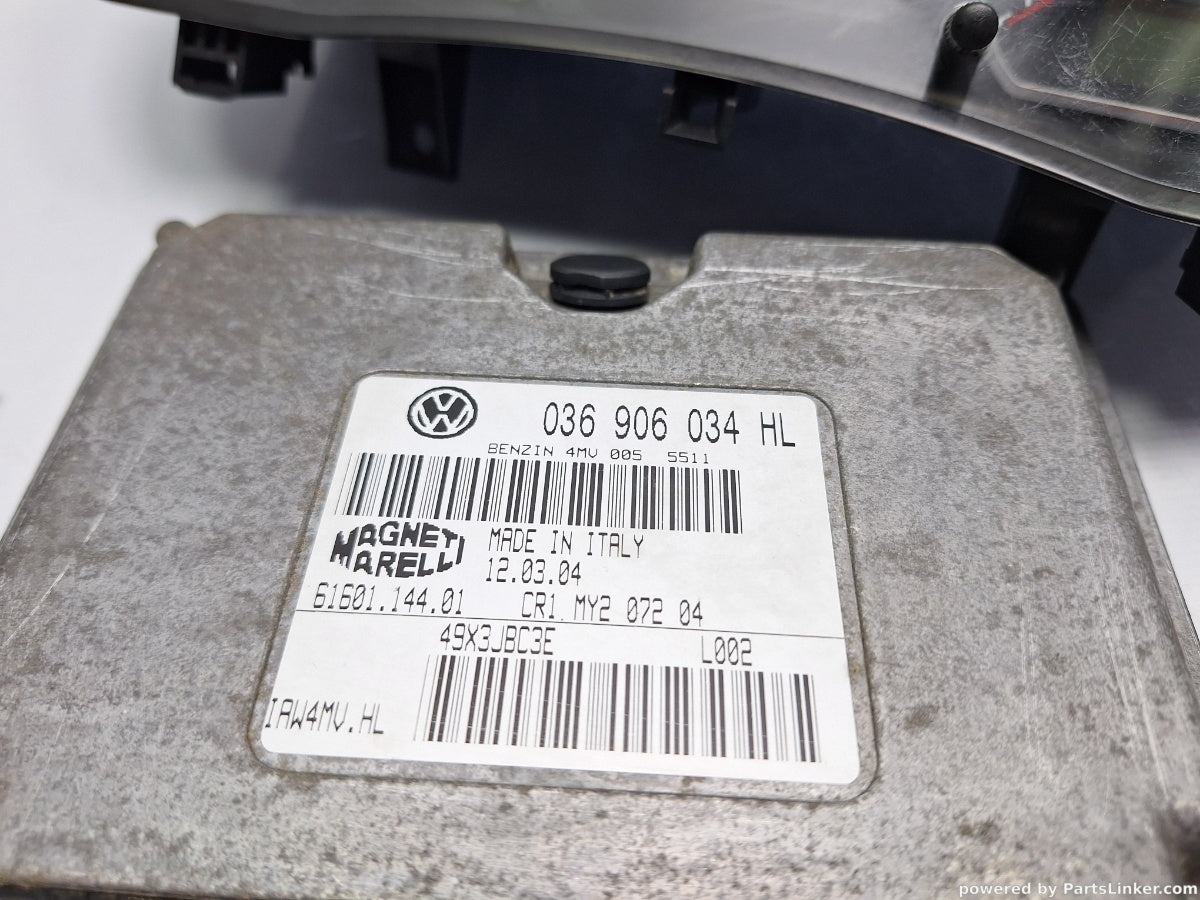 036 906 034 HL
BENZIN 4MV 005 5511
MAGNETI MARELLI
MADE IN ITALY
12.03.04
61601.144.01 CR1. MY2 072 04
49X3JBC3E L002
IAW4MV.HL
powered by PartsLinker.com